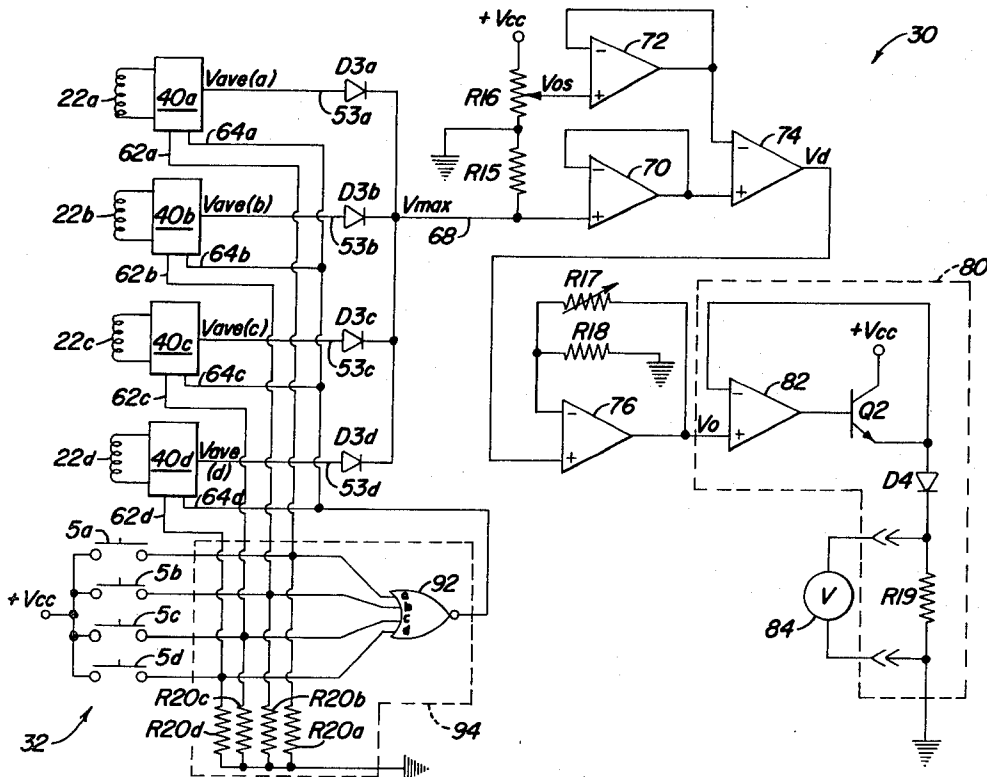 +Vcc
72
30
22a
40a
Vave(a)
D3a
53a
R16
Vos
-
+
62a
64a
R15
70
-
+
74
-
+
Vd
22b
40b
Vave(b)
D3b
53b
Vmax
68
62b
64b
80
R17
R18
+Vcc
22c
40c
Vave(c)
D3c
53c
62c
64c
76
-
+
Vo
82
-
+
Q2
22d
40d
Vave
(d)
D3d
53d
62d
64d
D4
5a
5b
5c
5d
+Vcc
92
a
b
c
d
V
84
R19
R20c
R20b
R20d
R20a
94
32